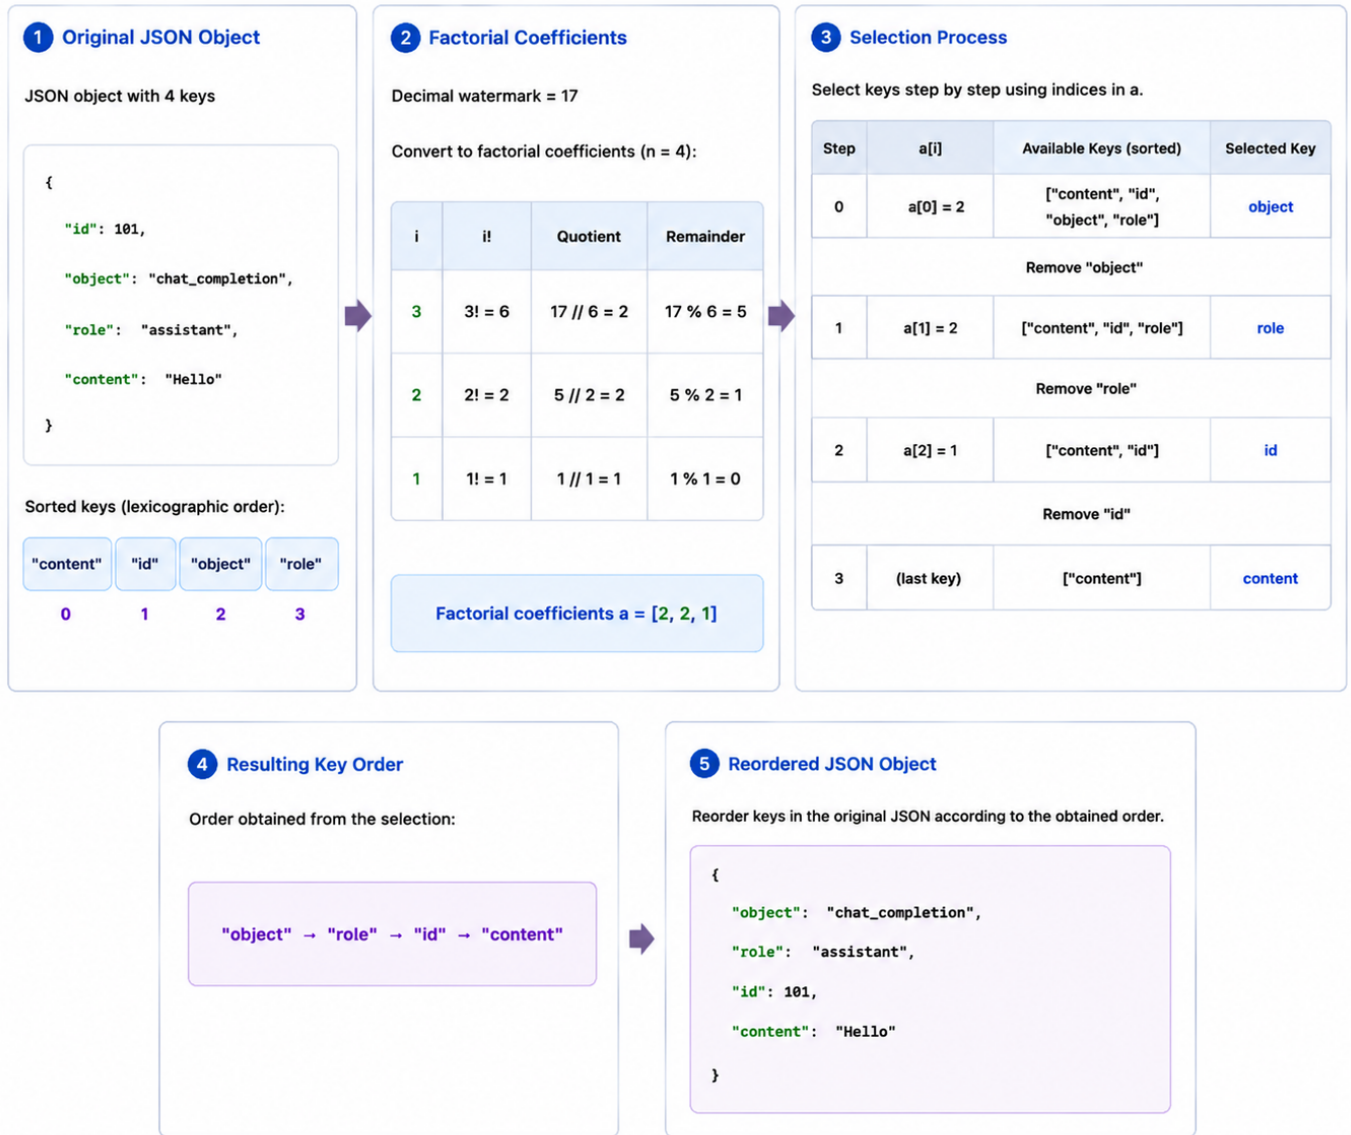 1 Original JSON Object
JSON object with 4 keys
{
"id": 101,
"object": "chat_completion",
"role": "assistant",
"content": "Hello"
}
Sorted keys (lexicographic order):
"content" "id" "object" "role"
0 1 2 3
2 Factorial Coefficients
Decimal watermark = 17
Convert to factorial coefficients (n = 4):
i i! Quotient Remainder
3 3! = 6 17 // 6 = 2 17 % 6 = 5
2 2! = 2 5 // 2 = 2 5 % 2 = 1
1 1! = 1 1 // 1 = 1 1 % 1 = 0
Factorial coefficients a = [2, 2, 1]
3 Selection Process
Select keys step by step using indices in a.
Step a[i] Available Keys (sorted) Selected Key
0 a[0] = 2 ["content", "id", "object", "role"] object
Remove "object"
1 a[1] = 2 ["content", "id", "role"] role
Remove "role"
2 a[2] = 1 ["content", "id"] id
Remove "id"
3 (last key) ["content"] content
4 Resulting Key Order
Order obtained from the selection:
"object" → "role" → "id" → "content"
5 Reordered JSON Object
Reorder keys in the original JSON according to the obtained order.
{
"object": "chat_completion",
"role": "assistant",
"id": 101,
"content": "Hello"
}